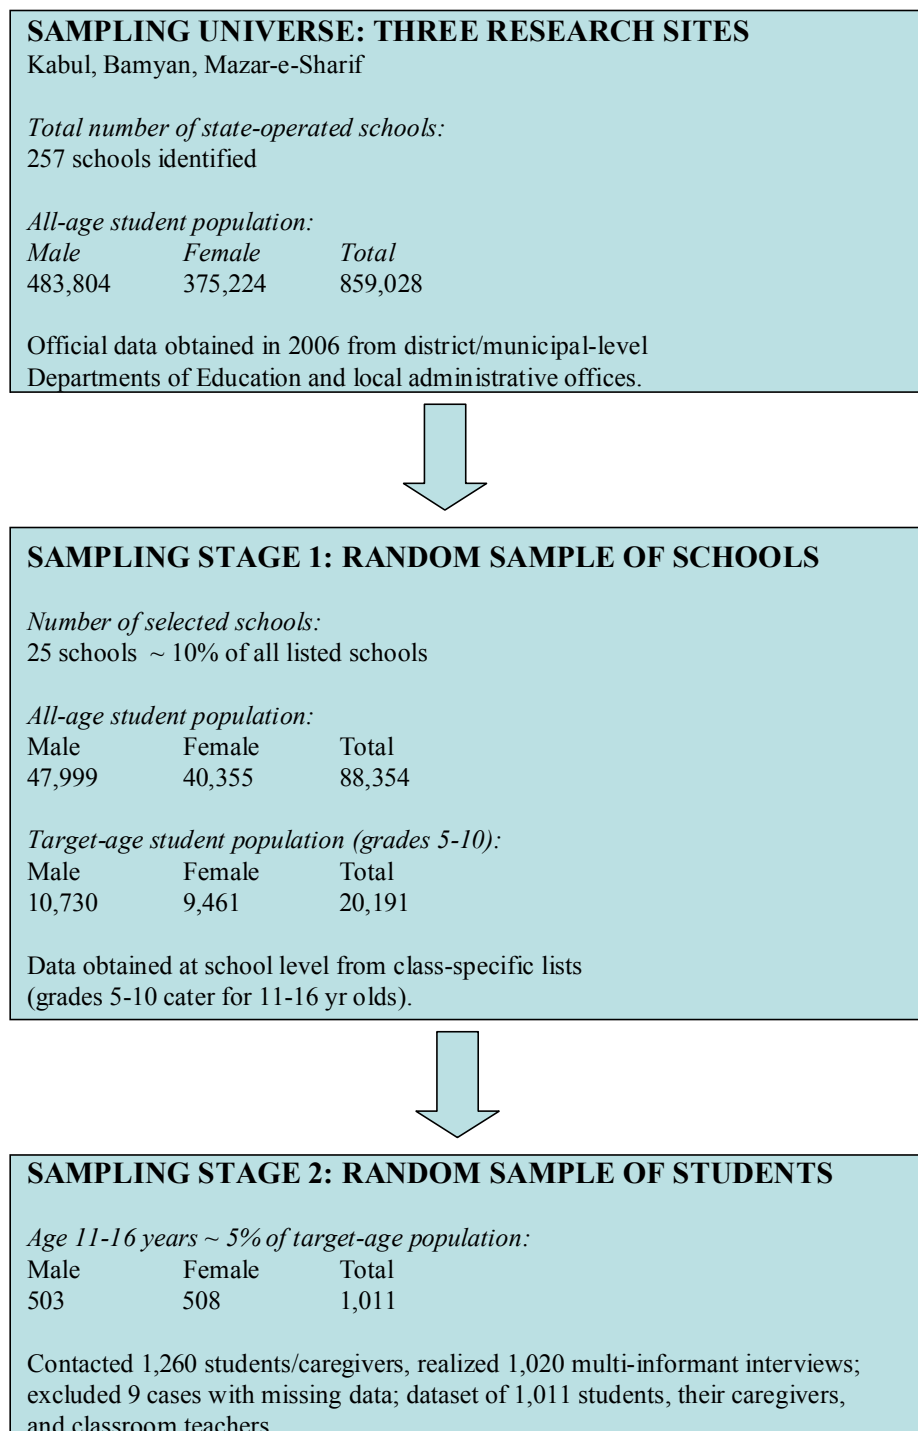 SAMPLING UNIVERSE: THREE RESEARCH SITES
Kabul, Bamyan, Mazar-e-Sharif
Total number of state-operated schools:
257 schools identified
All-age student population:
Male Female Total
483,804 375,224 859,028
Official data obtained in 2006 from district/municipal-level
Departments of Education and local administrative offices.
SAMPLING STAGE 1: RANDOM SAMPLE OF SCHOOLS
Number of selected schools:
25 schools ~ 10% of all listed schools
All-age student population:
Male Female Total
47,999 40,355 88,354
Target-age student population (grades 5-10):
Male Female Total
10,730 9,461 20,191
Data obtained at school level from class-specific lists
(grades 5-10 cater for 11-16 yr olds).
SAMPLING STAGE 2: RANDOM SAMPLE OF STUDENTS
Age 11-16 years ~ 5% of target-age population:
Male Female Total
503 508 1,011
Contacted 1,260 students/caregivers, realized 1,020 multi-informant interviews;
excluded 9 cases with missing data; dataset of 1,011 students, their caregivers,
and classroom teachers